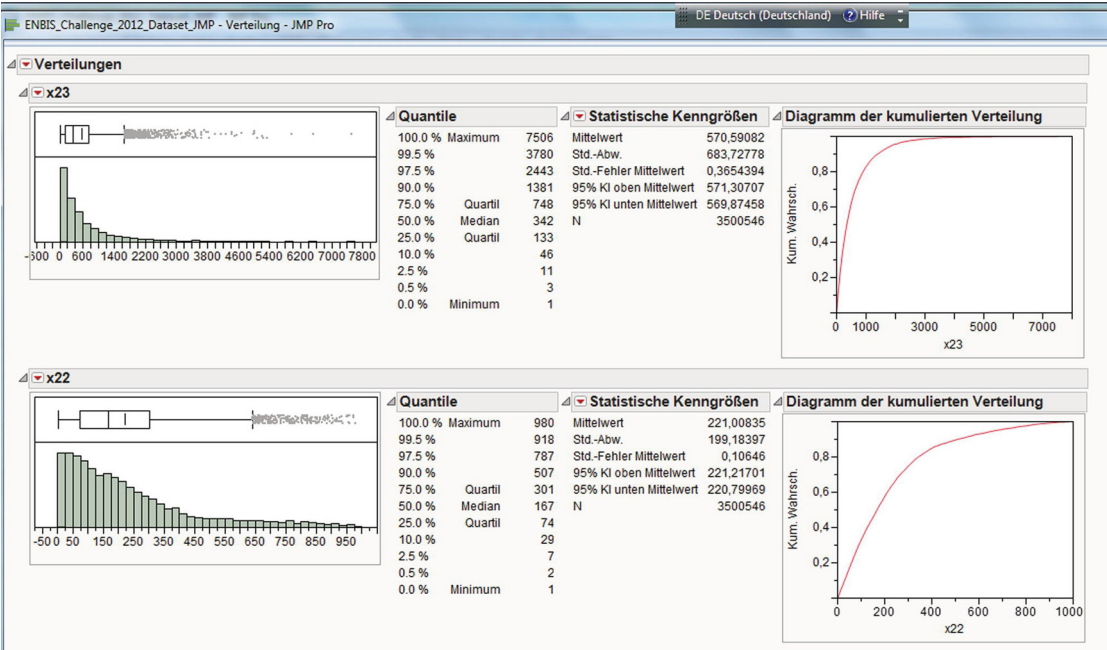 ENBIS_Challenge_2012_Dataset_JMP - Verteilung - JMP Pro
DE Deutsch (Deutschland) ? Hilfe
Verteilungen
x23
-600 0 600 1400 2200 3000 3800 4600 5400 6200 7000 7800
Quantile
100.0 % Maximum 7506
99.5 % 3780
97.5 % 2443
90.0 % 1381
75.0 % Quartil 748
50.0 % Median 342
25.0 % Quartil 133
10.0 % 46
2.5 % 11
0.5 % 3
0.0 % Minimum 1
Statistische Kenngrößen
Mittelwert 570,59082
Std.-Abw. 683,72778
Std.-Fehler Mittelwert 0,3654394
95% KI oben Mittelwert 571,30707
95% KI unten Mittelwert 569,87458
N 3500546
Diagramm der kumulierten Verteilung
Kum. Wahrsch.
0,8
0,6
0,4
0,2
0 1000 3000 5000 7000
x23
x22
-50 0 50 150 250 350 450 550 650 750 850 950
Quantile
100.0 % Maximum 980
99.5 % 918
97.5 % 787
90.0 % 507
75.0 % Quartil 301
50.0 % Median 167
25.0 % Quartil 74
10.0 % 29
2.5 % 7
0.5 % 2
0.0 % Minimum 1
Statistische Kenngrößen
Mittelwert 221,00835
Std.-Abw. 199,18397
Std.-Fehler Mittelwert 0,10646
95% KI oben Mittelwert 221,21701
95% KI unten Mittelwert 220,79969
N 3500546
Diagramm der kumulierten Verteilung
Kum. Wahrsch.
0,8
0,6
0,4
0,2
0 200 400 600 800 1000
x22